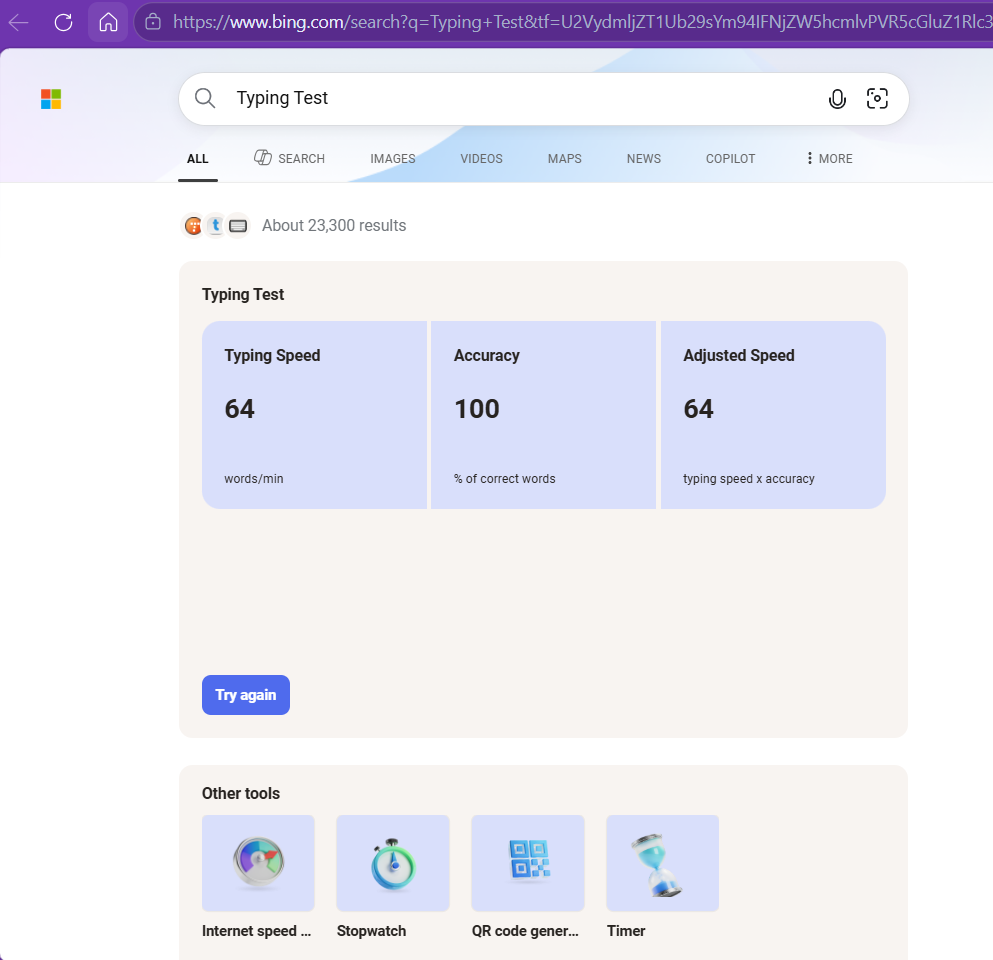 https://www.bing.com/search?q=Typing+Test&tf=U2VydmljZT1Ub29sYm94IFNjZW5hcmlvPVR5cGluZ1Rlc3
Typing Test
ALL SEARCH IMAGES VIDEOS MAPS NEWS COPILOT MORE
t About 23,300 results
Typing Test
Typing Speed Accuracy Adjusted Speed
64 100 64
words/min % of correct words typing speed x accuracy
Try again
Other tools
Internet speed ... Stopwatch QR code gener... Timer